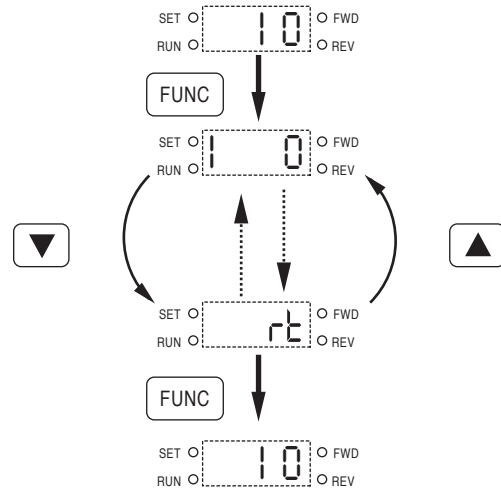 SET 10 FWD
RUN REV
FUNC
SET 1 0 FWD
RUN REV
▼ ▲
SET rt FWD
RUN REV
FUNC
SET 10 FWD
RUN REV